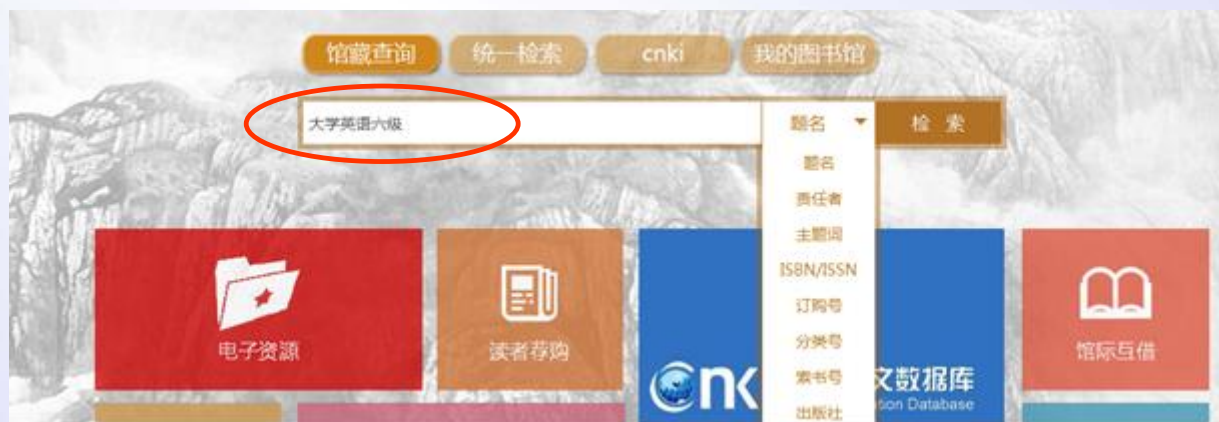 馆藏查询 统一检索 cnki 我的图书馆
大学英语六级 题名 检索
题名
责任者
主题词
ISBN/ISSN
订购号
分类号
索书号
出版社
电子资源
读者荐购
cnk 文数据库
tion Database
馆际互借